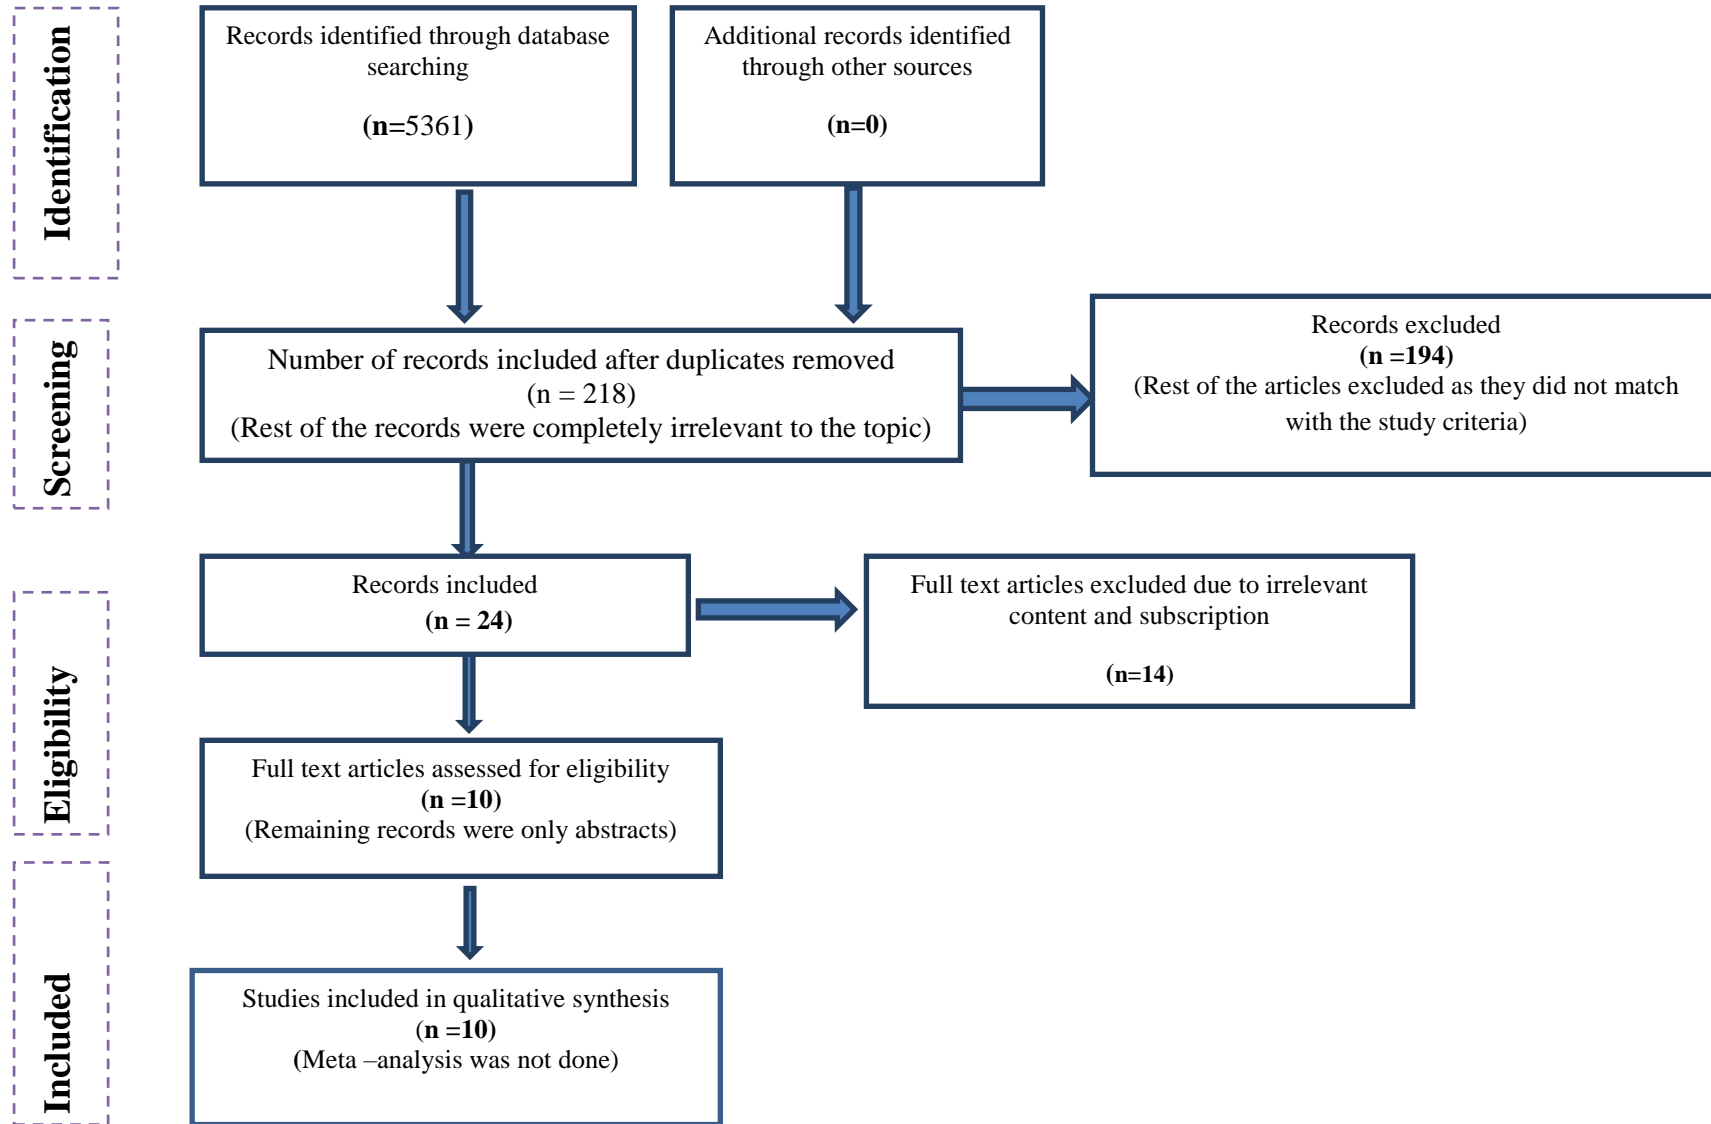 Identification
Records identified through database
searching
(n=5361)
Additional records identified
through other sources
(n=0)
Screening
Number of records included after duplicates removed
(n = 218)
(Rest of the records were completely irrelevant to the topic)
Records excluded
(n =194)
(Rest of the articles excluded as they did not match
with the study criteria)
Eligibility
Records included
(n = 24)
Full text articles excluded due to irrelevant
content and subscription
(n=14)
Full text articles assessed for eligibility
(n =10)
(Remaining records were only abstracts)
Included
Studies included in qualitative synthesis
(n =10)
(Meta –analysis was not done)